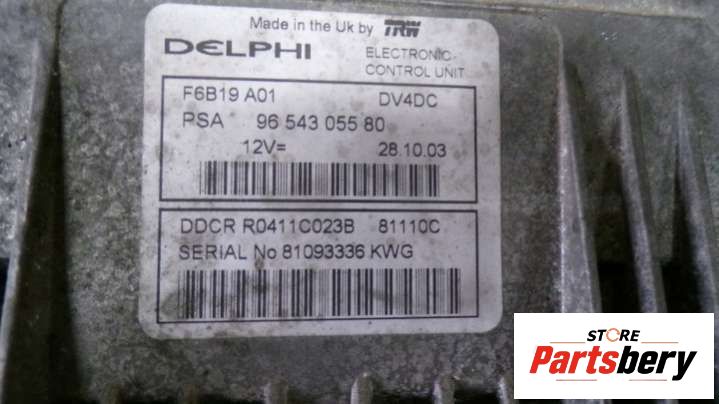 Made in the Uk by TRW
DELPHI
ELECTRONIC
CONTROL UNIT
F6B19 A01 DV4DC
PSA 96 543 055 80
12V= 28.10.03
DDCR R0411C023B 81110C
SERIAL No 81093336 KWG
STORE
Partsbery